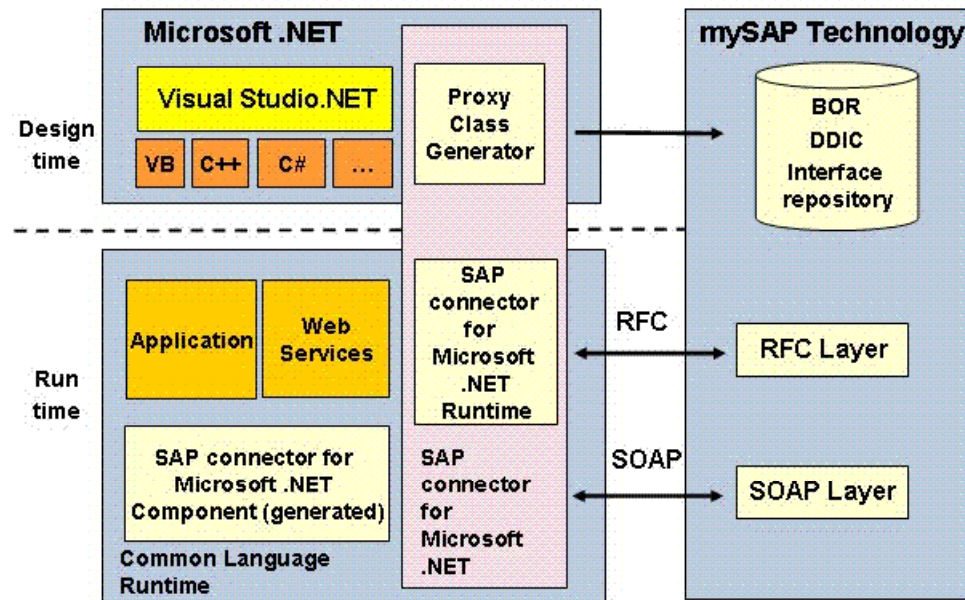 Microsoft .NET
mySAP Technology
Visual Studio.NET
Design
time
VB
C++
C#
...
Proxy
Class
Generator
BOR
DDIC
Interface
repository
Run
time
Application
Web
Services
SAP
connector
for
Microsoft
.NET
Runtime
RFC
RFC Layer
SAP connector for
Microsoft .NET
Component (generated)
SAP
connector
for
Microsoft
.NET
SOAP
SOAP Layer
Common Language
Runtime